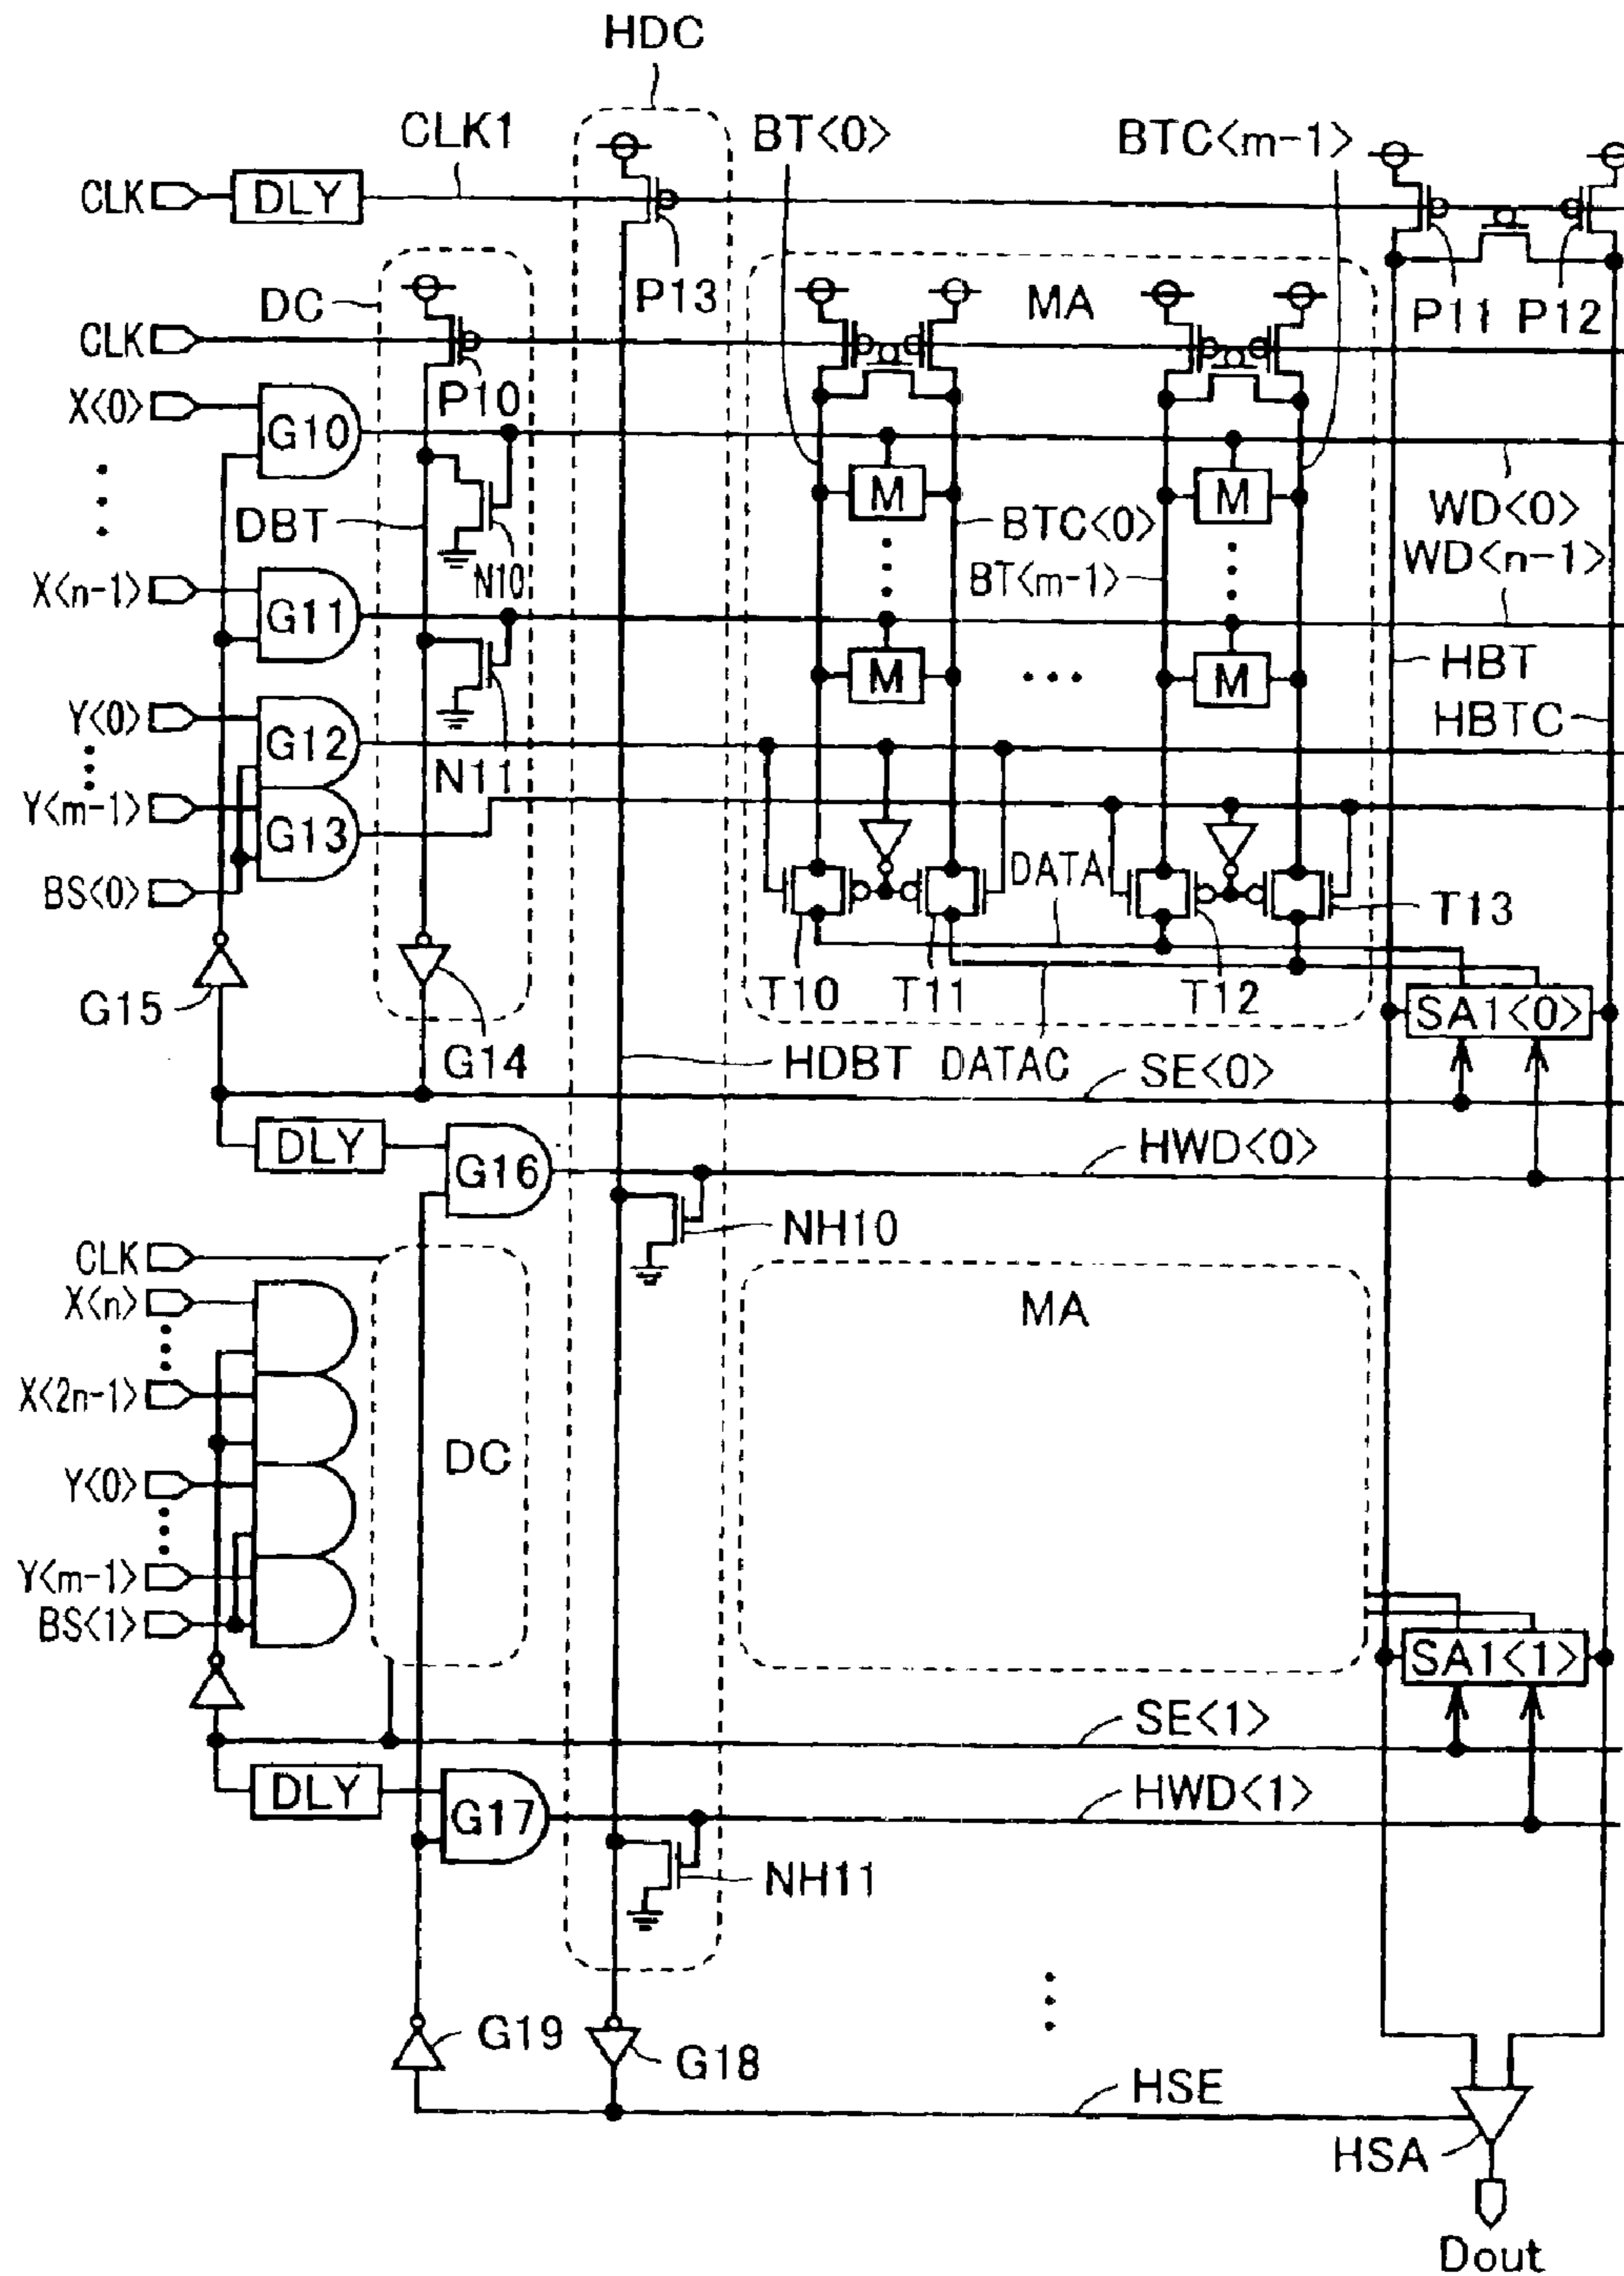 HDC
CLK1
BT<0>
BTC<m-1>
CLK
DLY
P13
P11
P12
DC
MA
CLK
P10
X<0>
G10
M
M
DBT
N10
BTC<0>
WD<0>
X<n-1>
G11
BT<m-1>
WD<n-1>
M
...
M
HBT
Y<0>
G12
N11
HBTC
Y<m-1>
G13
BS<0>
DATA
T13
G15
T10
T11
T12
SA1<0>
G14
HDBT
DATAC
SE<0>
DLY
G16
HWD<0>
NH10
CLK
X<n>
MA
X<2n-1>
DC
Y<0>
Y<m-1>
BS<1>
SA1<1>
SE<1>
DLY
G17
HWD<1>
NH11
G19
G18
HSE
HSA
Dout